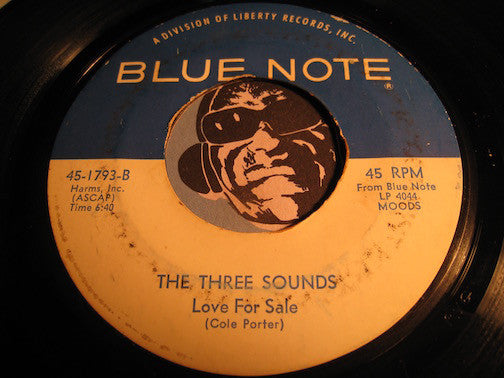 A DIVISION OF LIBERTY RECORDS, INC.
BLUE NOTE®
45-1793-B
Harms, Inc.
(ASCAP)
Time 6:40
45 RPM
From Blue Note
LP 4044
MOODS
THE THREE SOUNDS
Love For Sale
(Cole Porter)